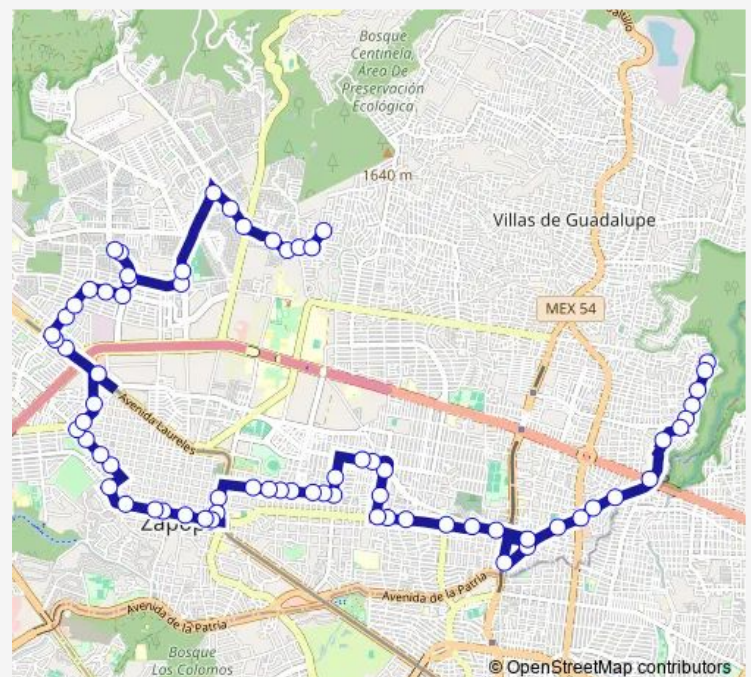 Bosque
Centinela,
Área De
Preservación
Ecológica
1640 m
Villas de Guadalupe
MEX 54
Avenida Laureles
Avenida de la Patria
Avenida de la Patria
Bosque
Los Colomos
© OpenStreetMap contributors